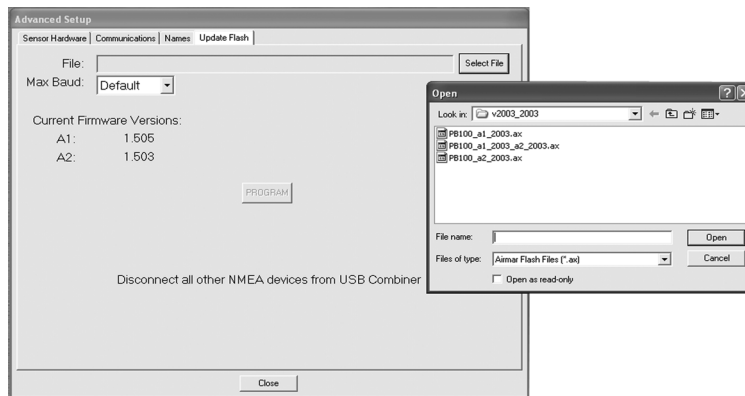 Advanced Setup
Sensor Hardware | Communications | Names | Update Flash
File:
Select File
Max Baud: Default
Current Firmware Versions:
A1: 1.505
A2: 1.503
PROGRAM
Disconnect all other NMEA devices from USB Combiner
Close
Open
Look in: v2003_2003
PB100_a1_2003.ax
PB100_a1_2003_a2_2003.ax
PB100_a2_2003.ax
File name:
Open
Files of type: Airmar Flash Files (*.ax)
Cancel
Open as read-only